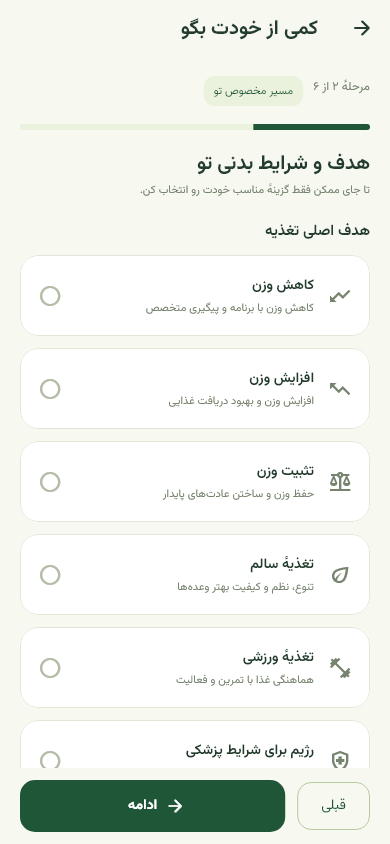 کمی از خودت بگو
مرحلهٔ ۲ از ۶
مسیر مخصوص تو
هدف و شرایط بدنی تو
تا جای ممکن فقط گزینهٔ مناسب خودت رو انتخاب کن.
هدف اصلی تغذیه
کاهش وزن
کاهش وزن با برنامه و پیگیری متخصص
افزایش وزن
افزایش وزن و بهبود دریافت غذایی
تثبیت وزن
حفظ وزن و ساختن عادت‌های پایدار
تغذیهٔ سالم
تنوع، نظم و کیفیت بهتر وعده‌ها
تغذیهٔ ورزشی
هماهنگی غذا با تمرین و فعالیت
رژیم برای شرایط پزشکی
قبلی
ادامه